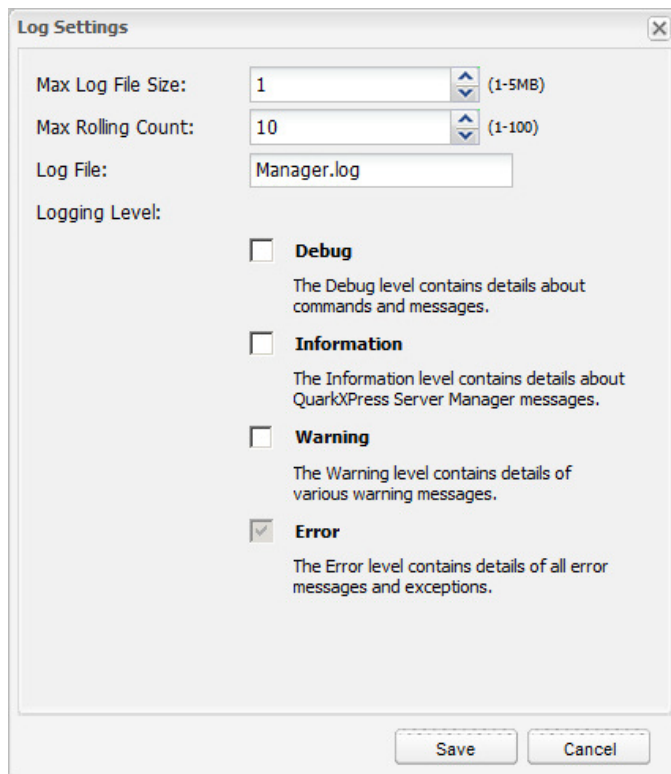 Log Settings
Max Log File Size: 1 (1-5MB)
Max Rolling Count: 10 (1-100)
Log File: Manager.log
Logging Level:
Debug
The Debug level contains details about
commands and messages.
Information
The Information level contains details about
QuarkXPress Server Manager messages.
Warning
The Warning level contains details of
various warning messages.
Error
The Error level contains details of all error
messages and exceptions.
Save Cancel